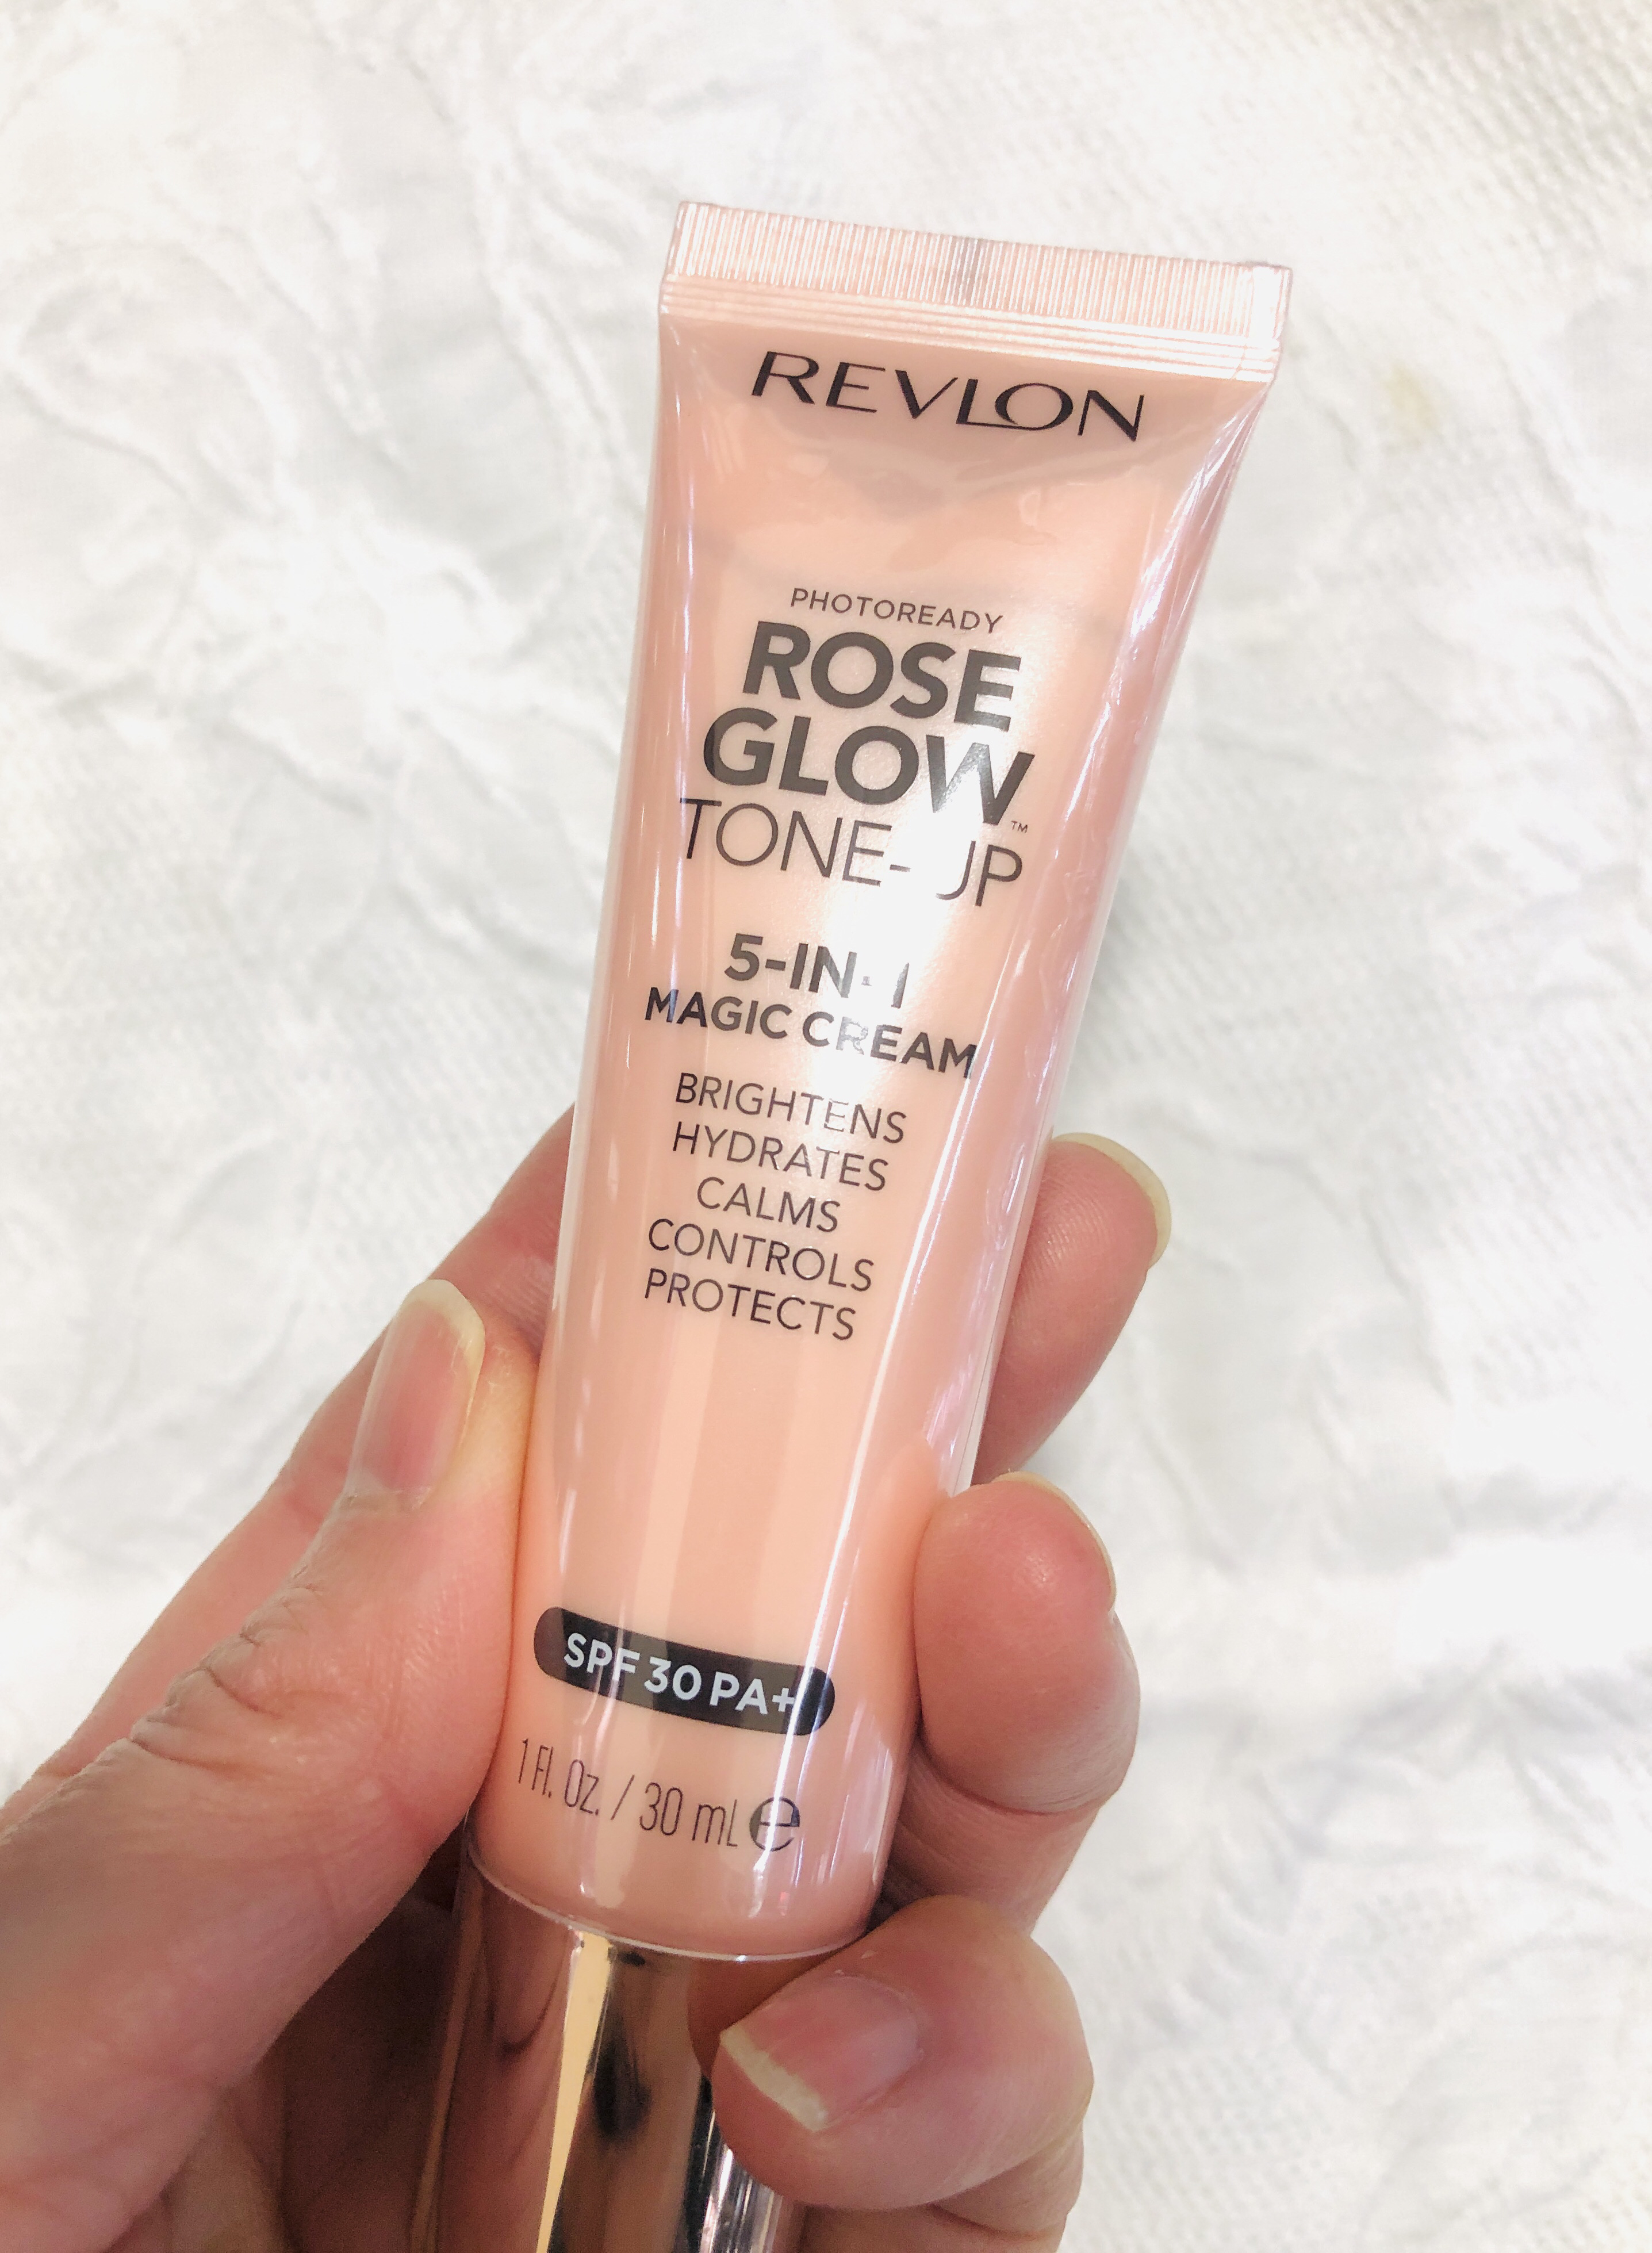 REVLON
PHOTOREADY
ROSE
GLOW™
TONE-UP
5-IN-1
MAGIC CREAM
BRIGHTENS
HYDRATES
CALMS
CONTROLS
PROTECTS
SPF 30 PA+
1 Fl. Oz. / 30 mL ℮